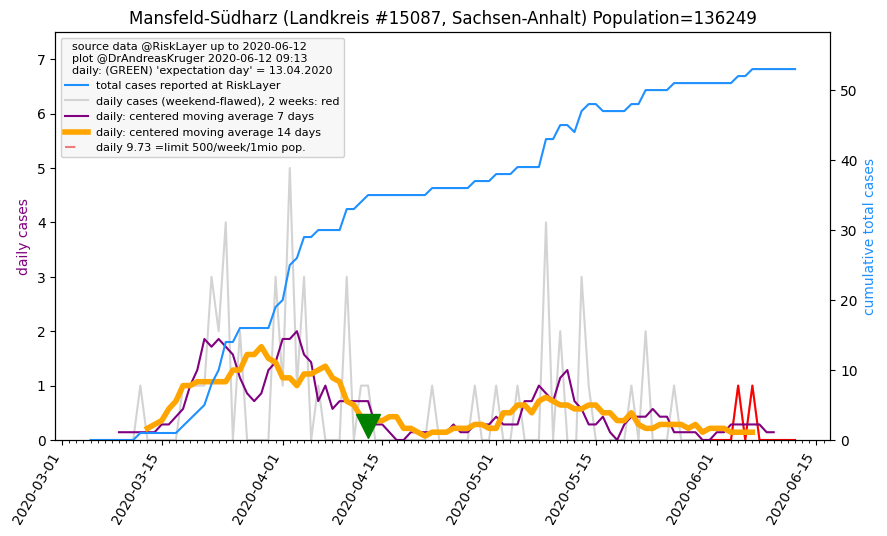 Mansfeld-Südharz (Landkreis #15087, Sachsen-Anhalt) Population=136249
source data @RiskLayer up to 2020-06-12
plot @DrAndreasKruger 2020-06-12 09:13
daily: (GREEN) 'expectation day' = 13.04.2020
total cases reported at RiskLayer
daily cases (weekend-flawed), 2 weeks: red
daily: centered moving average 7 days
daily: centered moving average 14 days
daily 9.73 =limit 500/week/1mio pop.
daily cases
7
6
5
4
3
2
1
0
50
40
30
20
10
0
cumulative total cases
2020-03-01
2020-03-15
2020-04-01
2020-04-15
2020-05-01
2020-05-15
2020-06-01
2020-06-15